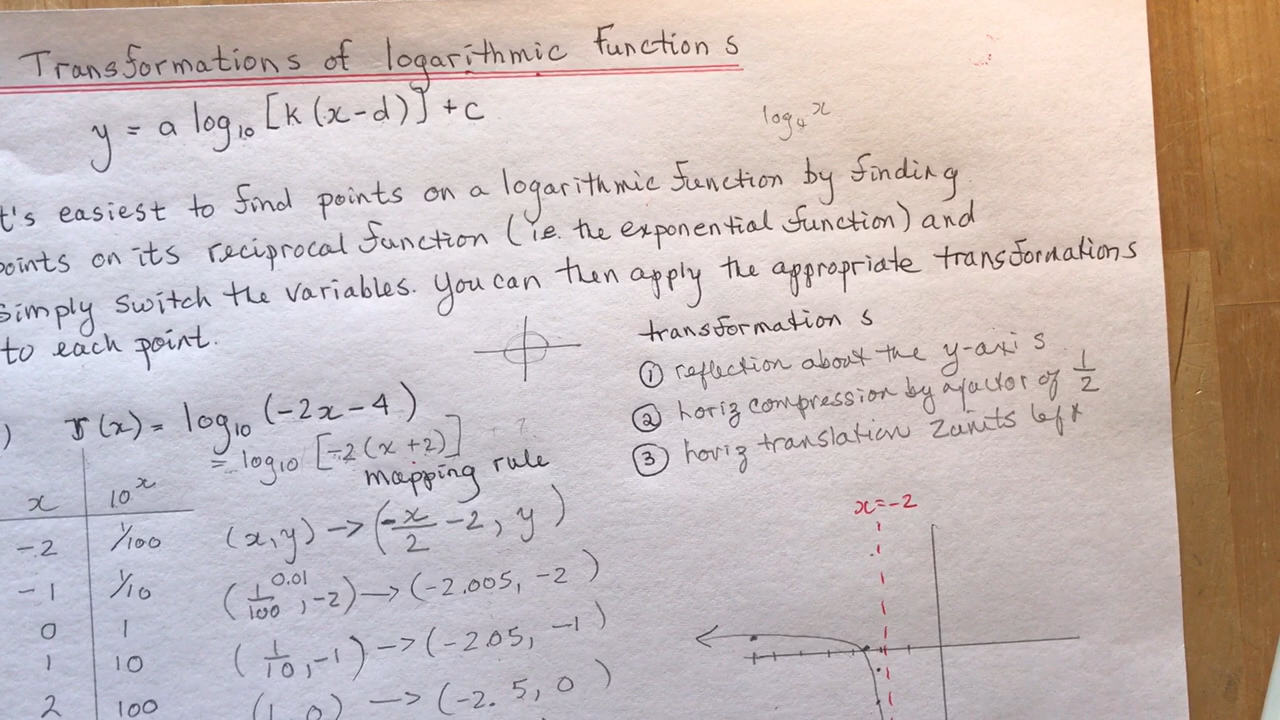 Transformations of logarithmic functions
y = a log₁₀ [k(x-d)] + c
log₄ x
t's easiest to find points on a logarithmic function by finding
points on its reciprocal function (ie. the exponential function) and
simply switch the variables. You can then apply the appropriate transformations
to each point.
transformations
① reflection about the y-axis
② horiz compression by a factor of 1/2
③ horiz translation 2 units left
) f(x) = log₁₀ (-2x-4)
= log₁₀ [-2(x+2)]
mapping rule
x 10ˣ (x,y) → (-x/2 -2, y)
-2 1/100 (1/100, -2) → (-2.005, -2)
0.01
-1 1/10 (1/10, -1) → (-2.05, -1)
0 1
1 10 (1, 0) → (-2.5, 0)
2 100
x=-2